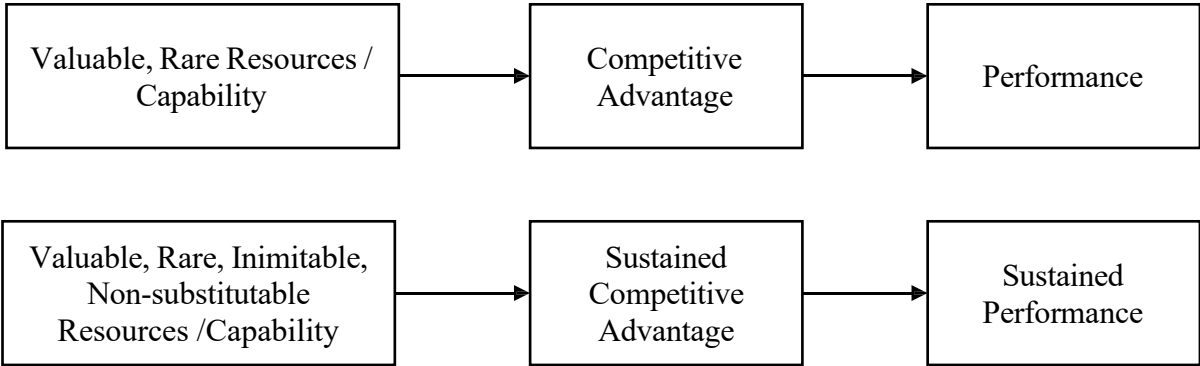 Valuable, Rare Resources /
Capability
Competitive
Advantage
Performance
Valuable, Rare, Inimitable,
Non-substitutable
Resources /Capability
Sustained
Competitive
Advantage
Sustained
Performance